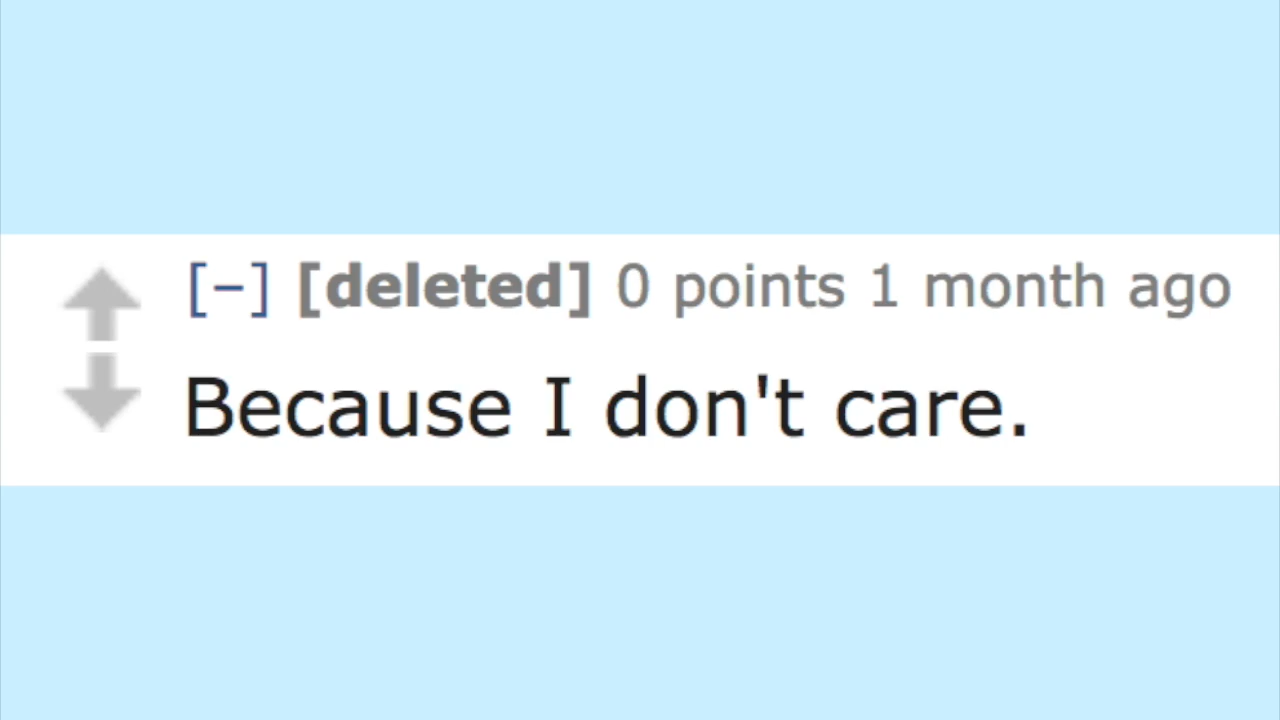 [–] [deleted] 0 points 1 month ago
Because I don't care.